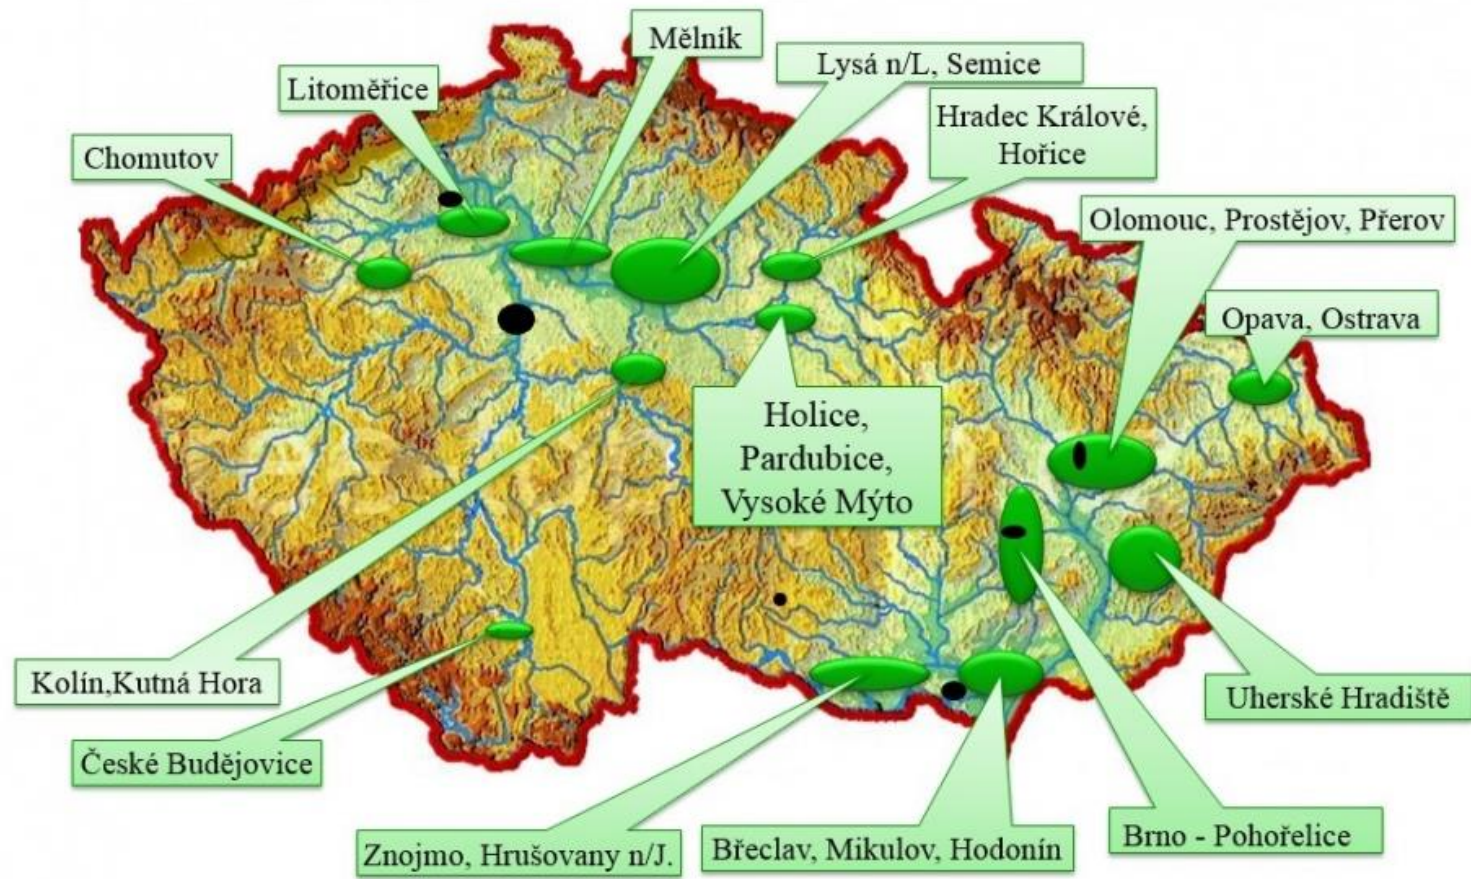 Mělník
Lysá n/L, Semice
Litoměřice
Hradec Králové,
Hořice
Chomutov
Olomouc, Prostějov, Přerov
Opava, Ostrava
Holice,
Pardubice,
Vysoké Mýto
Kolín,Kutná Hora
Uherské Hradiště
České Budějovice
Znojmo, Hrušovany n/J.
Břeclav, Mikulov, Hodonín
Brno - Pohořelice